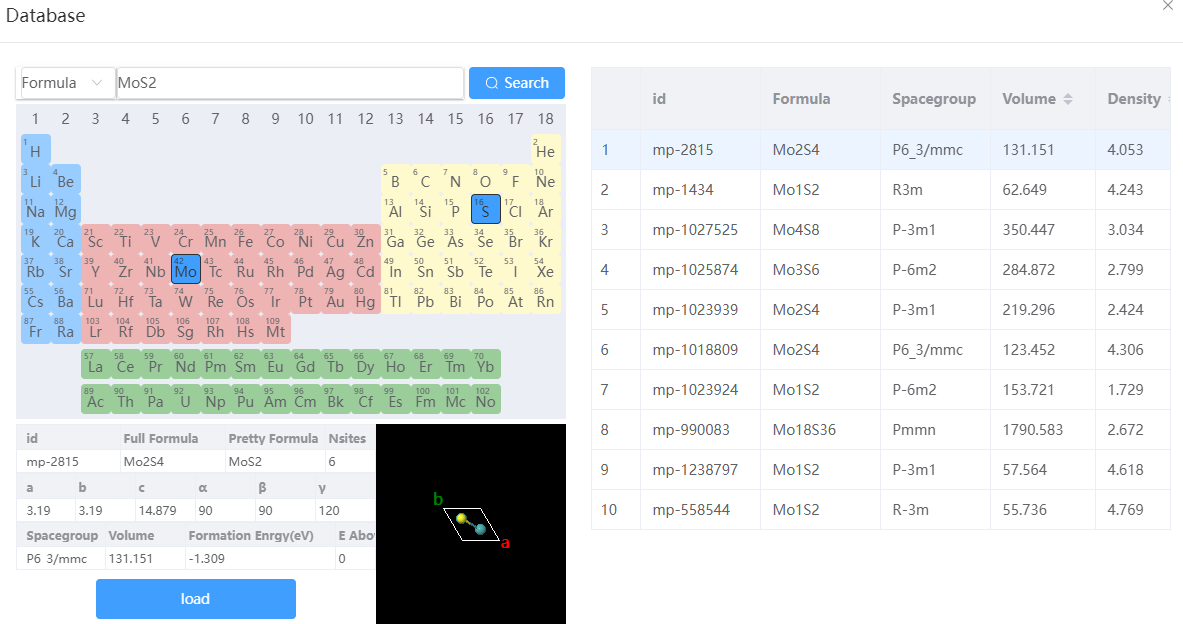 Database
Formula MoS2 Search
1 2 3 4 5 6 7 8 9 10 11 12 13 14 15 16 17 18
1 H 2 He
3 Li 4 Be 5 B 6 C 7 N 8 O 9 F 10 Ne
11 Na 12 Mg 13 Al 14 Si 15 P 16 S 17 Cl 18 Ar
19 K 20 Ca 21 Sc 22 Ti 23 V 24 Cr 25 Mn 26 Fe 27 Co 28 Ni 29 Cu 30 Zn 31 Ga 32 Ge 33 As 34 Se 35 Br 36 Kr
37 Rb 38 Sr 39 Y 40 Zr 41 Nb 42 Mo 43 Tc 44 Ru 45 Rh 46 Pd 47 Ag 48 Cd 49 In 50 Sn 51 Sb 52 Te 53 I 54 Xe
55 Cs 56 Ba 71 Lu 72 Hf 73 Ta 74 W 75 Re 76 Os 77 Ir 78 Pt 79 Au 80 Hg 81 Tl 82 Pb 83 Bi 84 Po 85 At 86 Rn
87 Fr 88 Ra 103 Lr 104 Rf 105 Db 106 Sg 107 Rh 108 Hs 109 Mt
57 La 58 Ce 59 Pr 60 Nd 61 Pm 62 Sm 63 Eu 64 Gd 65 Tb 66 Dy 67 Ho 68 Er 69 Tm 70 Yb
89 Ac 90 Th 91 Pa 92 U 93 Np 94 Pu 95 Am 96 Cm 97 Bk 98 Cf 99 Es 100 Fm 101 Mc 102 No
id Full Formula Pretty Formula Nsites
mp-2815 Mo2S4 MoS2 6
a b c α β γ
3.19 3.19 14.879 90 90 120
Spacegroup Volume Formation Enrgy(eV) E Abo
P6_3/mmc 131.151 -1.309 0
load
b
a
id Formula Spacegroup Volume Density
1 mp-2815 Mo2S4 P6_3/mmc 131.151 4.053
2 mp-1434 Mo1S2 R3m 62.649 4.243
3 mp-1027525 Mo4S8 P-3m1 350.447 3.034
4 mp-1025874 Mo3S6 P-6m2 284.872 2.799
5 mp-1023939 Mo2S4 P-3m1 219.296 2.424
6 mp-1018809 Mo2S4 P6_3/mmc 123.452 4.306
7 mp-1023924 Mo1S2 P-6m2 153.721 1.729
8 mp-990083 Mo18S36 Pmmn 1790.583 2.672
9 mp-1238797 Mo1S2 P-3m1 57.564 4.618
10 mp-558544 Mo1S2 R-3m 55.736 4.769